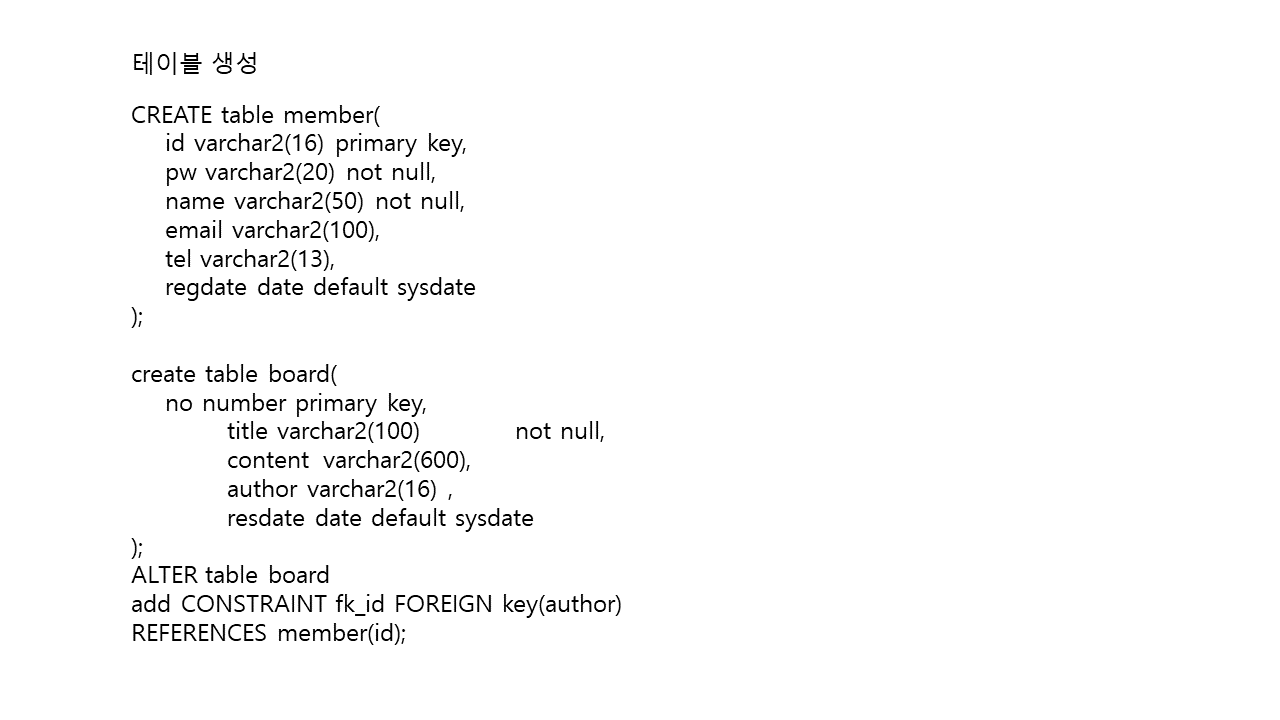 테이블 생성
CREATE table member(
id varchar2(16) primary key,
pw varchar2(20) not null,
name varchar2(50) not null,
email varchar2(100),
tel varchar2(13),
regdate date default sysdate
);
create table board(
no number primary key,
title varchar2(100) not null,
content varchar2(600),
author varchar2(16) ,
resdate date default sysdate
);
ALTER table board
add CONSTRAINT fk_id FOREIGN key(author)
REFERENCES member(id);